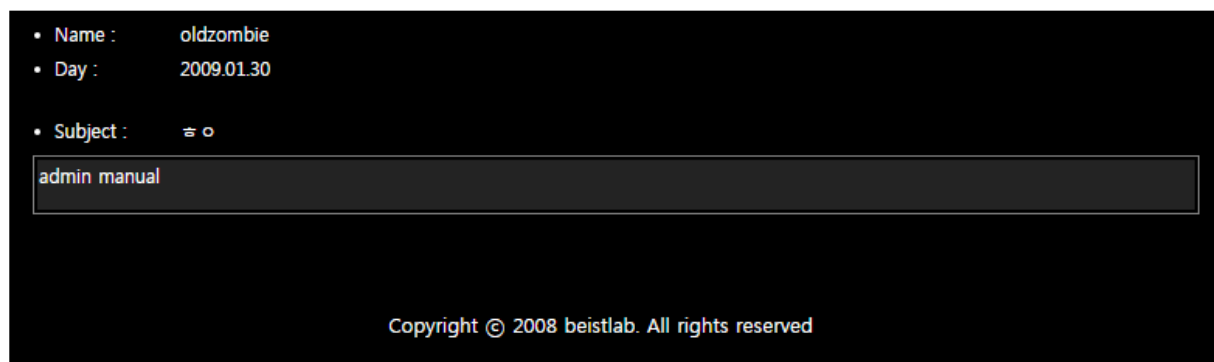 • Name : oldzombie
• Day : 2009.01.30
• Subject : ㅎㅇ
admin manual
Copyright ⓒ 2008 beistlab. All rights reserved